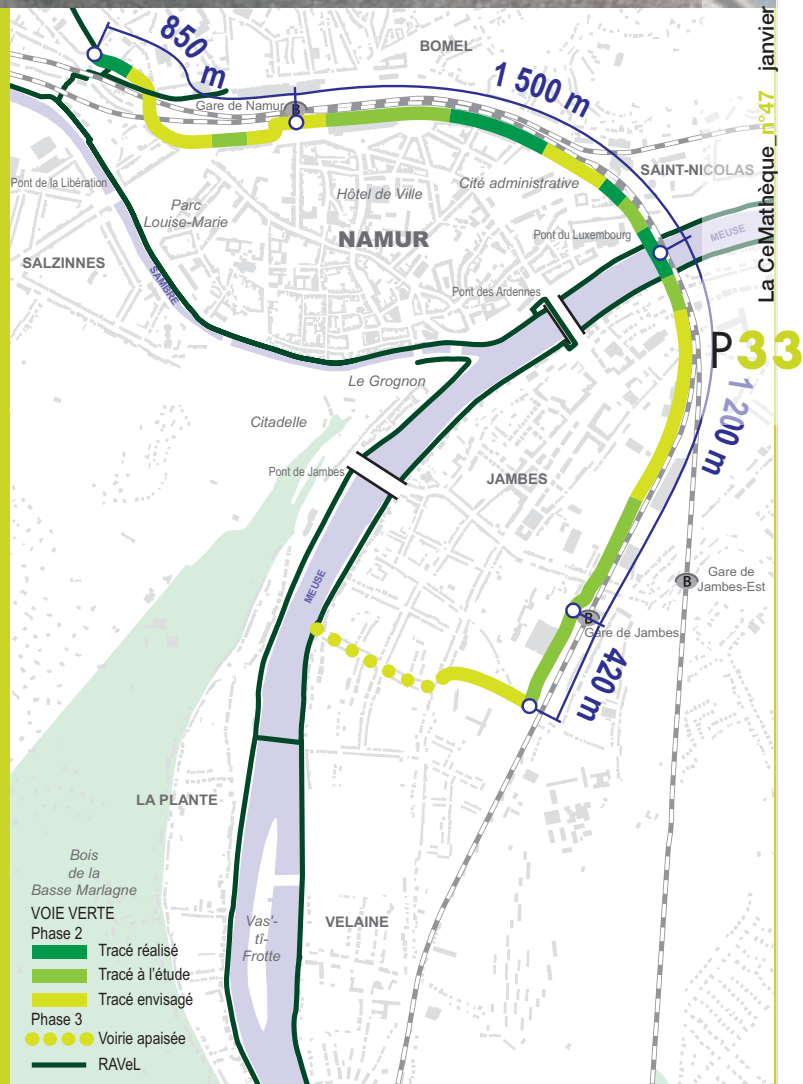 BOMEL
850 m
1 500 m
Gare de Namur
B
SAINT-NICOLAS
Pont de la Libération
Parc
Louise-Marie
Hôtel de Ville
Cité administrative
NAMUR
Pont du Luxembourg
MEUSE
SALZINNES
SAMBRE
Pont des Ardennes
La CeMathèque_n°47 janvier
P33
Le Grognon
1 200 m
Citadelle
Pont de Jambes
JAMBES
MEUSE
B
Gare de
Jambes-Est
B
Gare de Jambes
420 m
LA PLANTE
Bois
de la
Basse Marlagne
VELAINE
Vas'-
tî-
Frotte
VOIE VERTE
Phase 2
Tracé réalisé
Tracé à l'étude
Tracé envisagé
Phase 3
Voirie apaisée
RAVeL